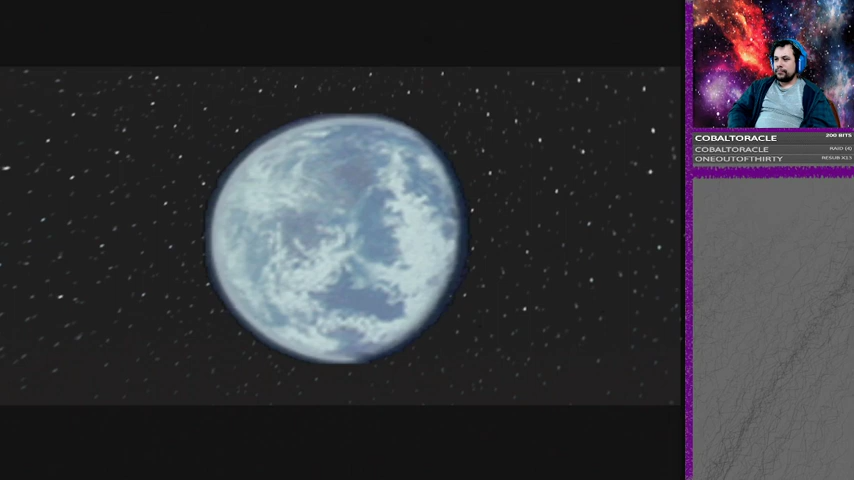 COBALTORACLE 200 BITS
COBALTORACLE RAID (4)
ONEOUTOFTHIRTY RESUB X13